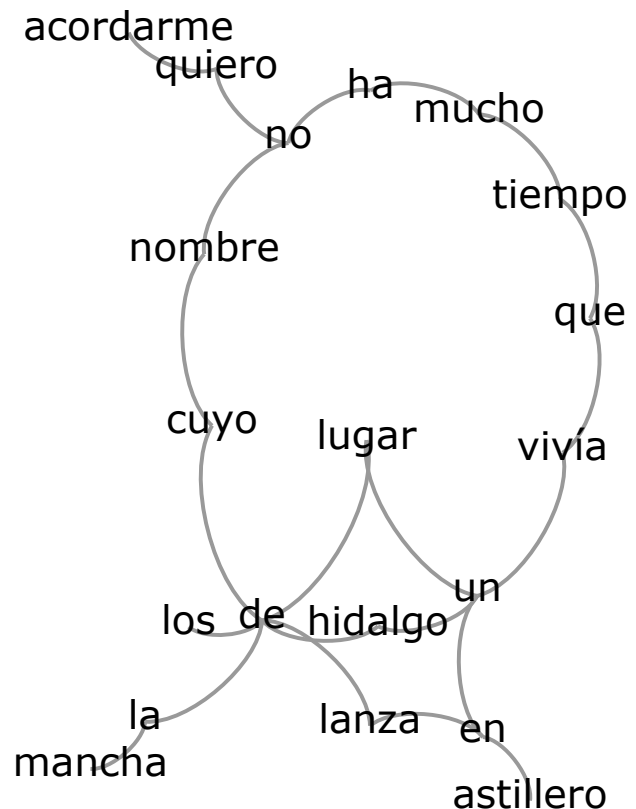 acordarme
quiero
ha
mucho
no
tiempo
nombre
que
cuyo
lugar
vivía
un
los de hidalgo
la
lanza
en
mancha
astillero